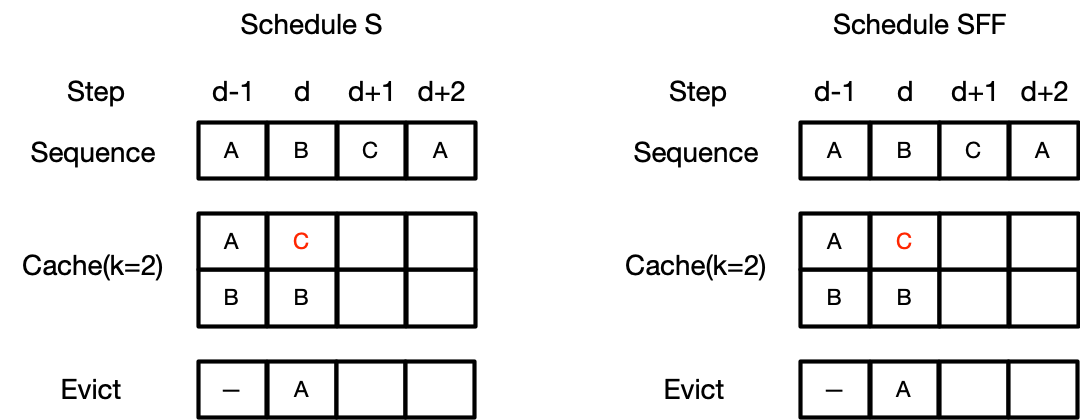 Schedule S
Step d-1 d d+1 d+2
Sequence A B C A
Cache(k=2)
A C
B B
Evict — A
Schedule SFF
Step d-1 d d+1 d+2
Sequence A B C A
Cache(k=2)
A C
B B
Evict — A